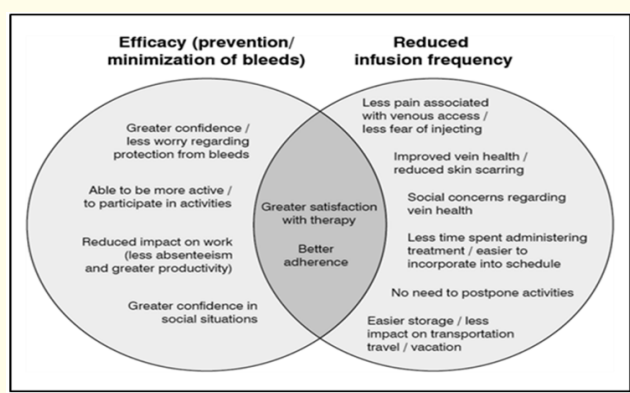 Efficacy (prevention/
minimization of bleeds)
Reduced
infusion frequency
Greater confidence /
less worry regarding
protection from bleeds
Able to be more active /
to participate in activities
Reduced impact on work
(less absenteeism
and greater productivity)
Greater confidence in
social situations
Greater satisfaction
with therapy
Better
adherence
Less pain associated
with venous access /
less fear of injecting
Improved vein health /
reduced skin scarring
Social concerns regarding
vein health
Less time spent administering
treatment / easier to
incorporate into schedule
No need to postpone activities
Easier storage / less
impact on transportation
travel / vacation